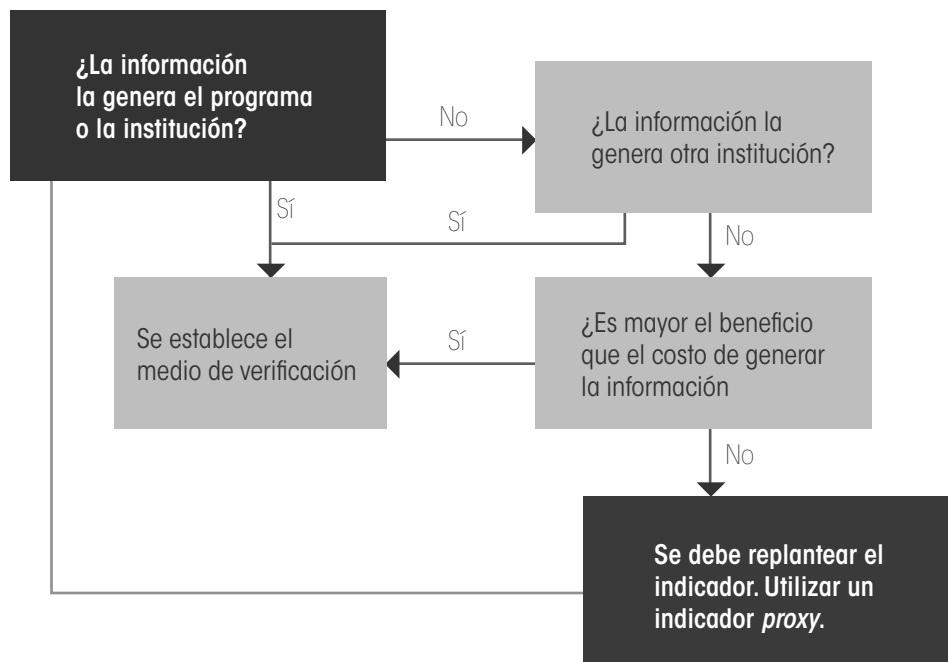 ¿La información
la genera el programa
o la institución?
No
¿La información la
genera otra institución?
Sí
Sí
No
Se establece el
medio de verificación
Sí
¿Es mayor el beneficio
que el costo de generar
la información
No
Se debe replantear el
indicador. Utilizar un
indicador proxy.